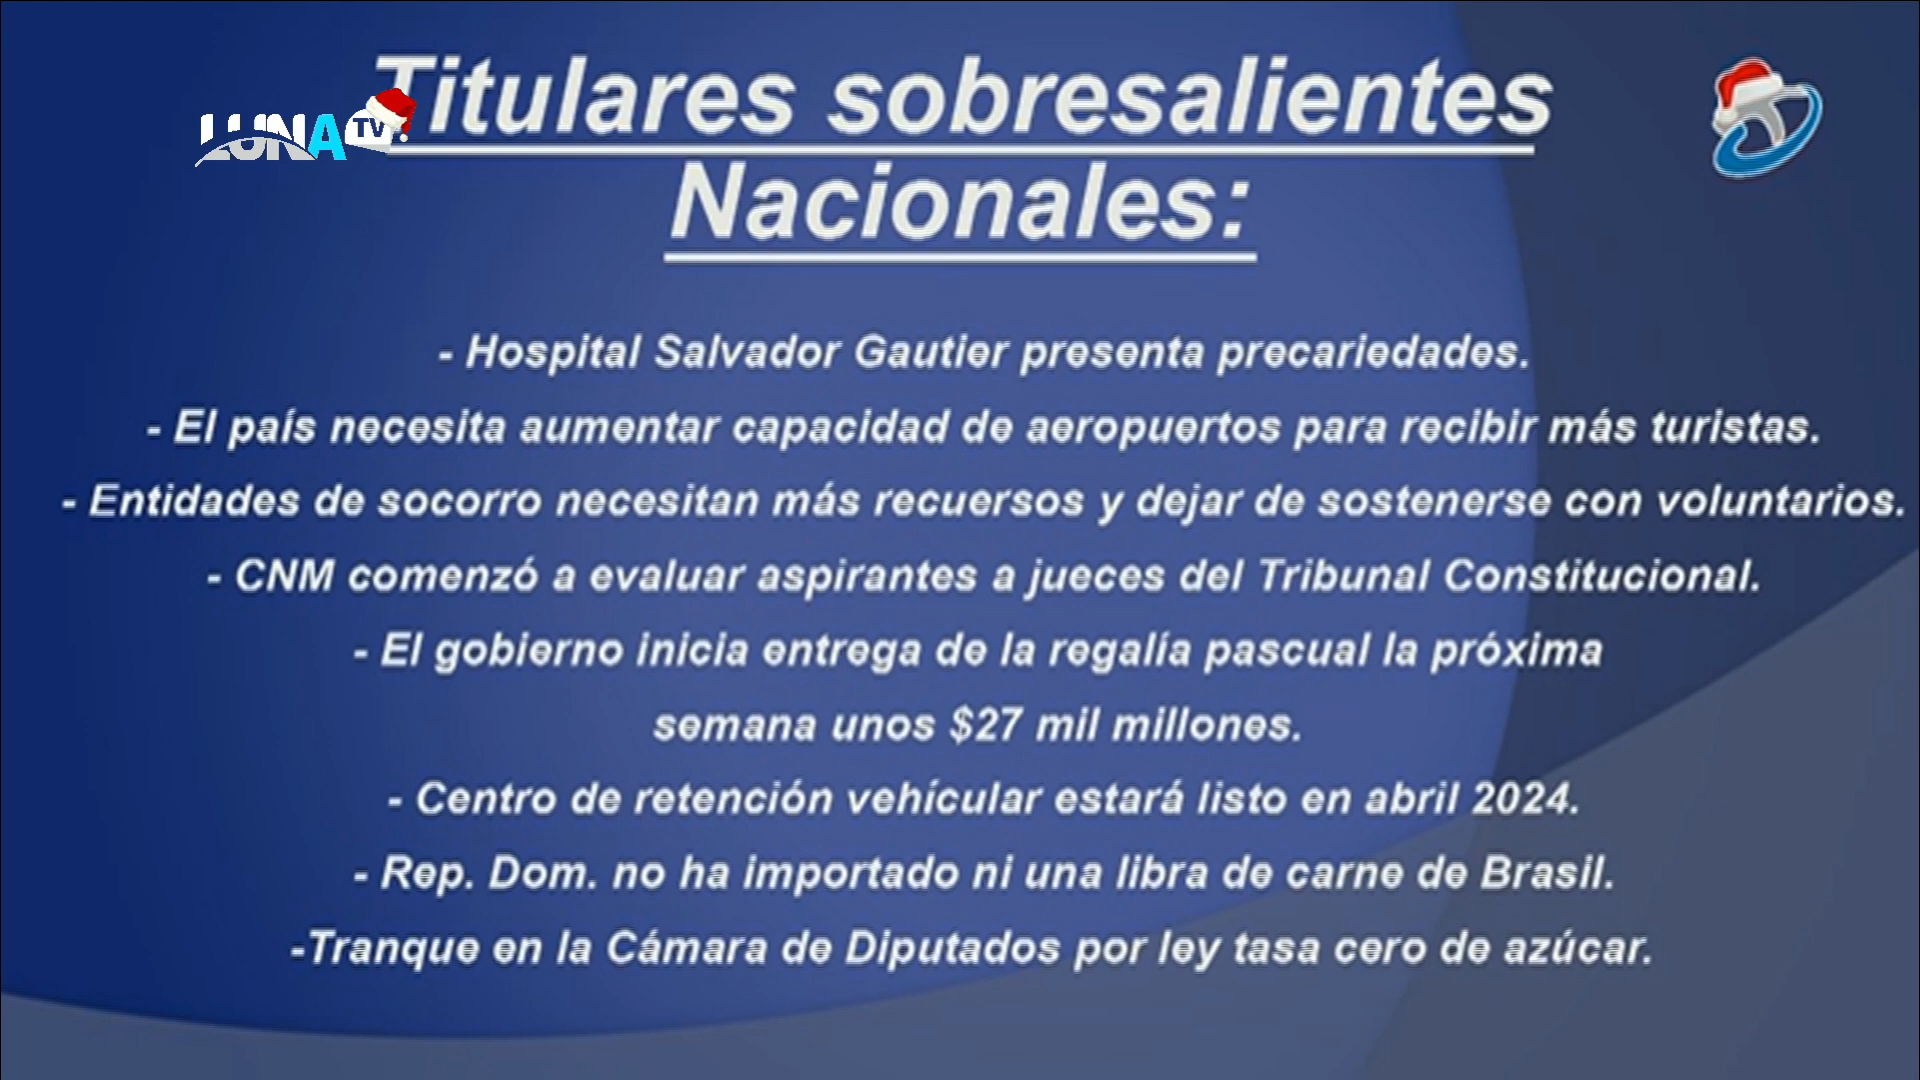 Titulares sobresalientes
LUNA TV
Nacionales:
- Hospital Salvador Gautier presenta precariedades.
- El país necesita aumentar capacidad de aeropuertos para recibir más turistas.
- Entidades de socorro necesitan más recuersos y dejar de sostenerse con voluntarios.
- CNM comenzó a evaluar aspirantes a jueces del Tribunal Constitucional.
- El gobierno inicia entrega de la regalía pascual la próxima
semana unos $27 mil millones.
- Centro de retención vehícular estará listo en abril 2024.
- Rep. Dom. no ha importado ni una libra de carne de Brasil.
-Tranque en la Cámara de Diputados por ley tasa cero de azúcar.